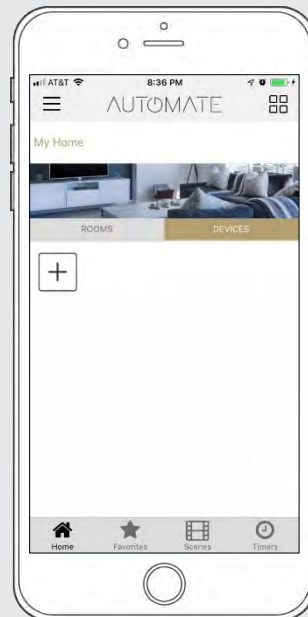 AT&T 8:36 PM
AUTOMATE
My Home
ROOMS DEVICES
Home Favorites Scenes Timers